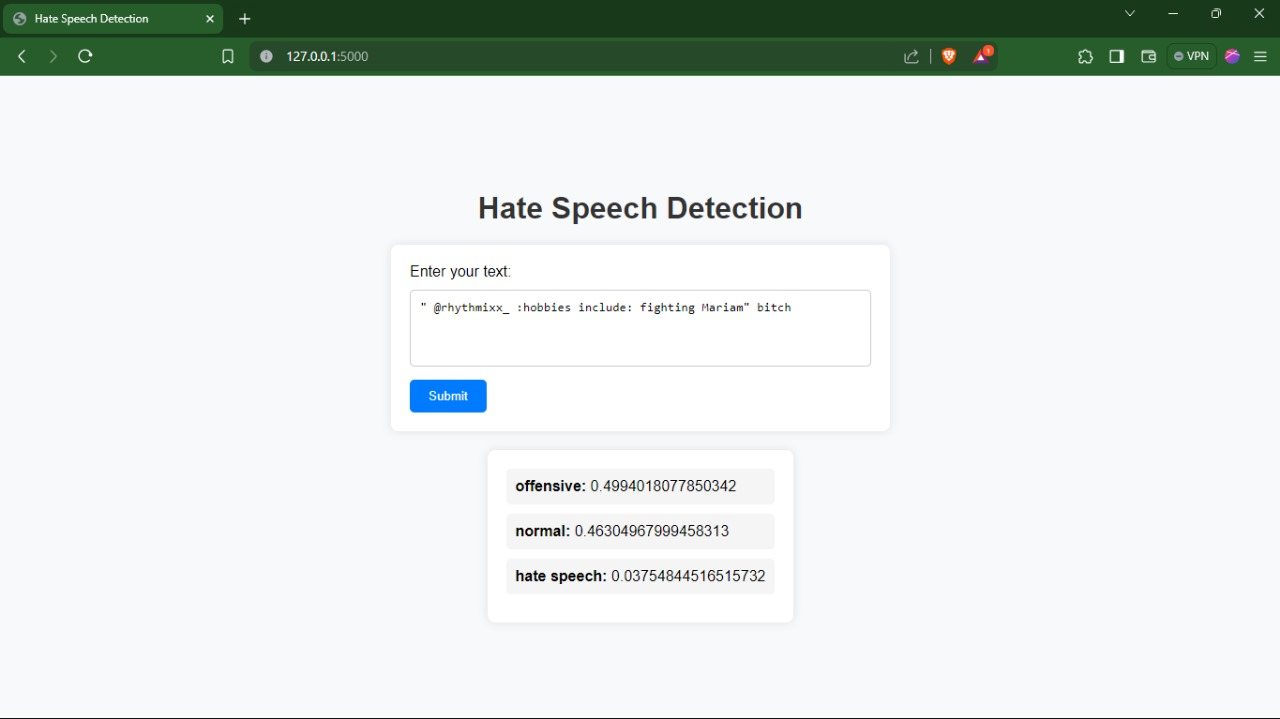 Hate Speech Detection
127.0.0.1:5000
1
VPN
Hate Speech Detection
Enter your text:
" @rhythmixx_ :hobbies include: fighting Mariam" bitch
Submit
offensive: 0.4994018077850342
normal: 0.46304967999458313
hate speech: 0.03754844516515732